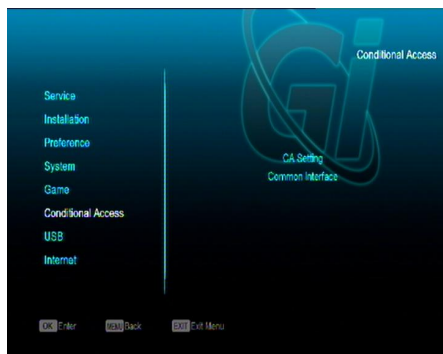 Gi
Conditional Access
Service
Installation
Preference
System
Game
Conditional Access
USB
Internet
CA Setting
Common Interface
OK Enter MENU Back EXIT Exit Menu